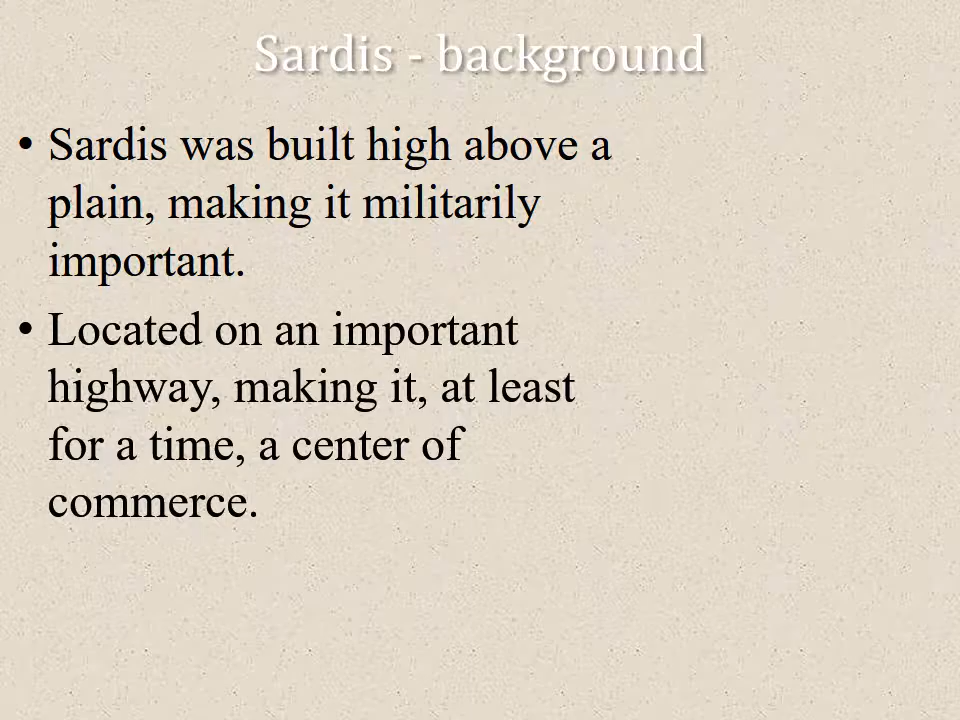 Sardis - background
• Sardis was built high above a
plain, making it militarily
important.
• Located on an important
highway, making it, at least
for a time, a center of
commerce.